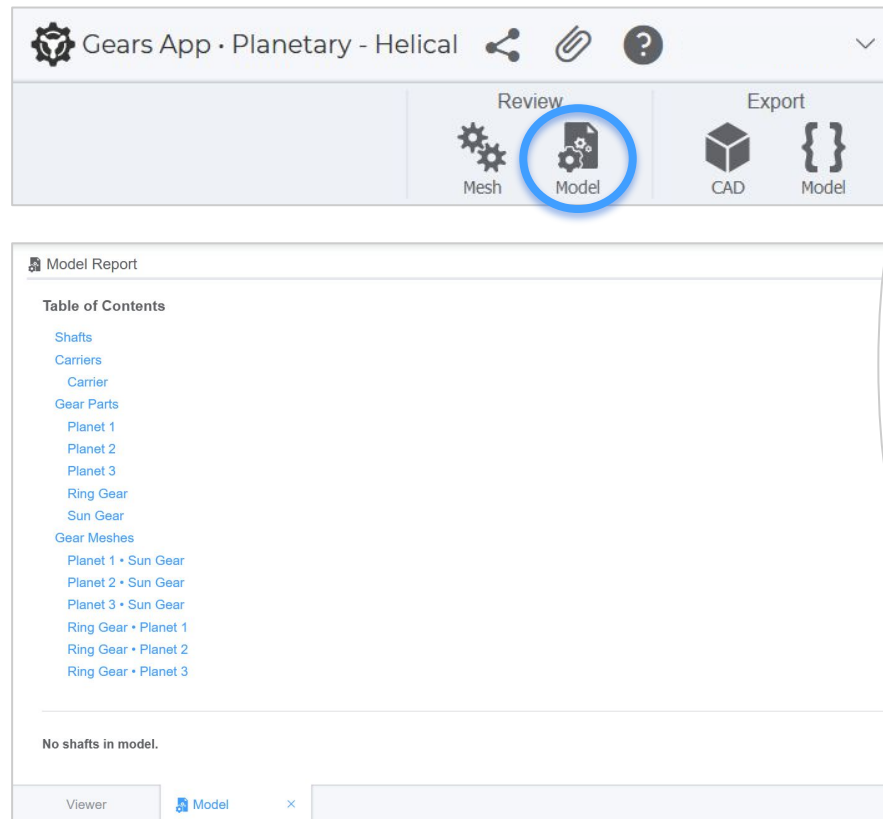 Gears App • Planetary - Helical ?
Review Export
Mesh Model CAD { } Model
Model Report
Table of Contents
Shafts
Carriers
Carrier
Gear Parts
Planet 1
Planet 2
Planet 3
Ring Gear
Sun Gear
Gear Meshes
Planet 1 • Sun Gear
Planet 2 • Sun Gear
Planet 3 • Sun Gear
Ring Gear • Planet 1
Ring Gear • Planet 2
Ring Gear • Planet 3
No shafts in model.
Viewer Model ×